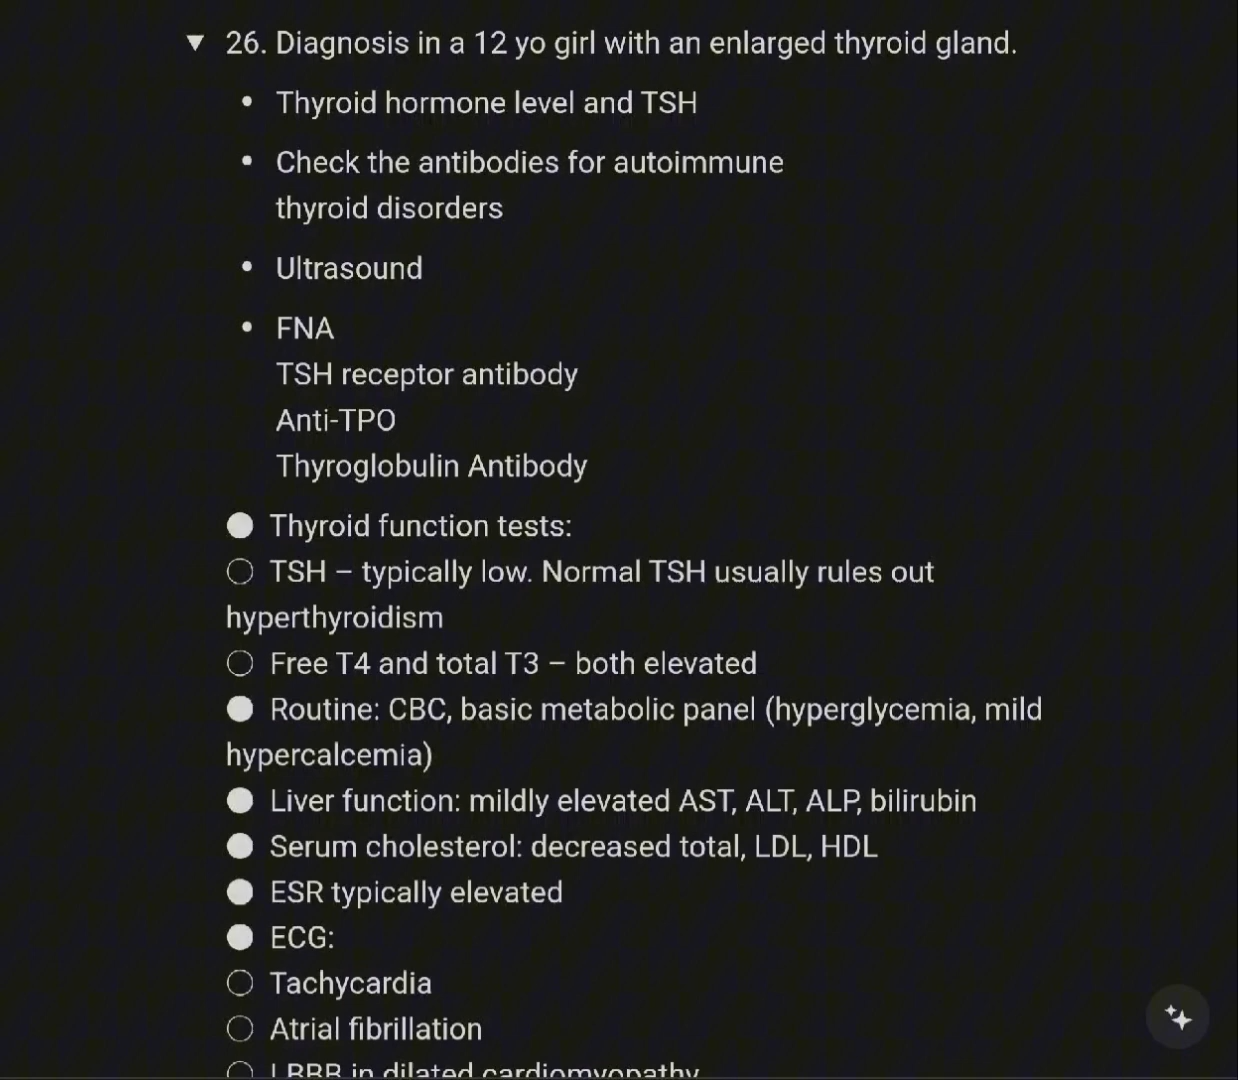 ▼ 26. Diagnosis in a 12 yo girl with an enlarged thyroid gland.
• Thyroid hormone level and TSH
• Check the antibodies for autoimmune
thyroid disorders
• Ultrasound
• FNA
TSH receptor antibody
Anti-TPO
Thyroglobulin Antibody
● Thyroid function tests:
○ TSH – typically low. Normal TSH usually rules out
hyperthyroidism
○ Free T4 and total T3 – both elevated
● Routine: CBC, basic metabolic panel (hyperglycemia, mild
hypercalcemia)
● Liver function: mildly elevated AST, ALT, ALP, bilirubin
● Serum cholesterol: decreased total, LDL, HDL
● ESR typically elevated
● ECG:
○ Tachycardia
○ Atrial fibrillation
○ LBBB in dilated cardiomyopathy